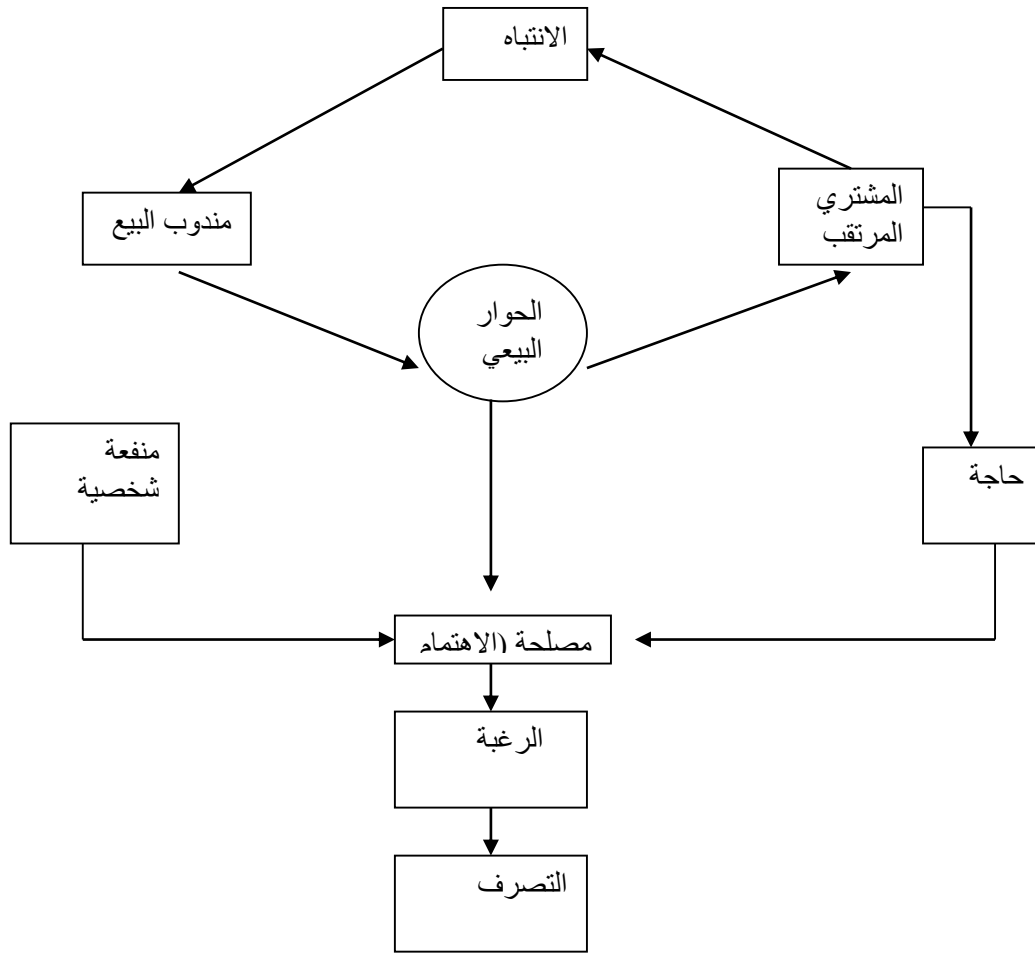 الانتباه
المشتري
المرتقب
مندوب البيع
الحوار
البيعي
منفعة
شخصية
حاجة
مصلحة (الاهتمام
الرغبة
التصرف